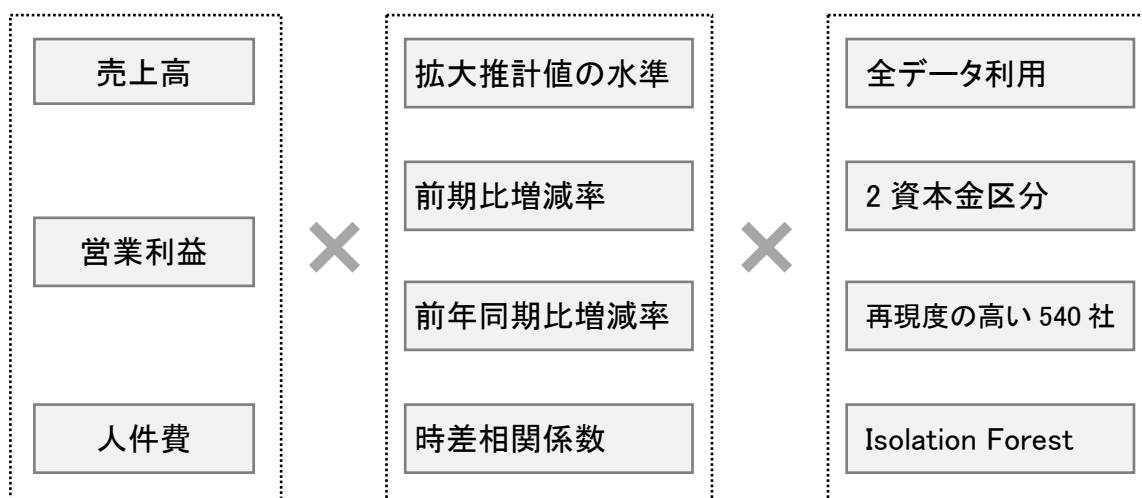 売上高
営業利益
人件費
×
拡大推計値の水準
前期比増減率
前年同期比増減率
時差相関係数
×
全データ利用
2 資本金区分
再現度の高い 540 社
Isolation Forest